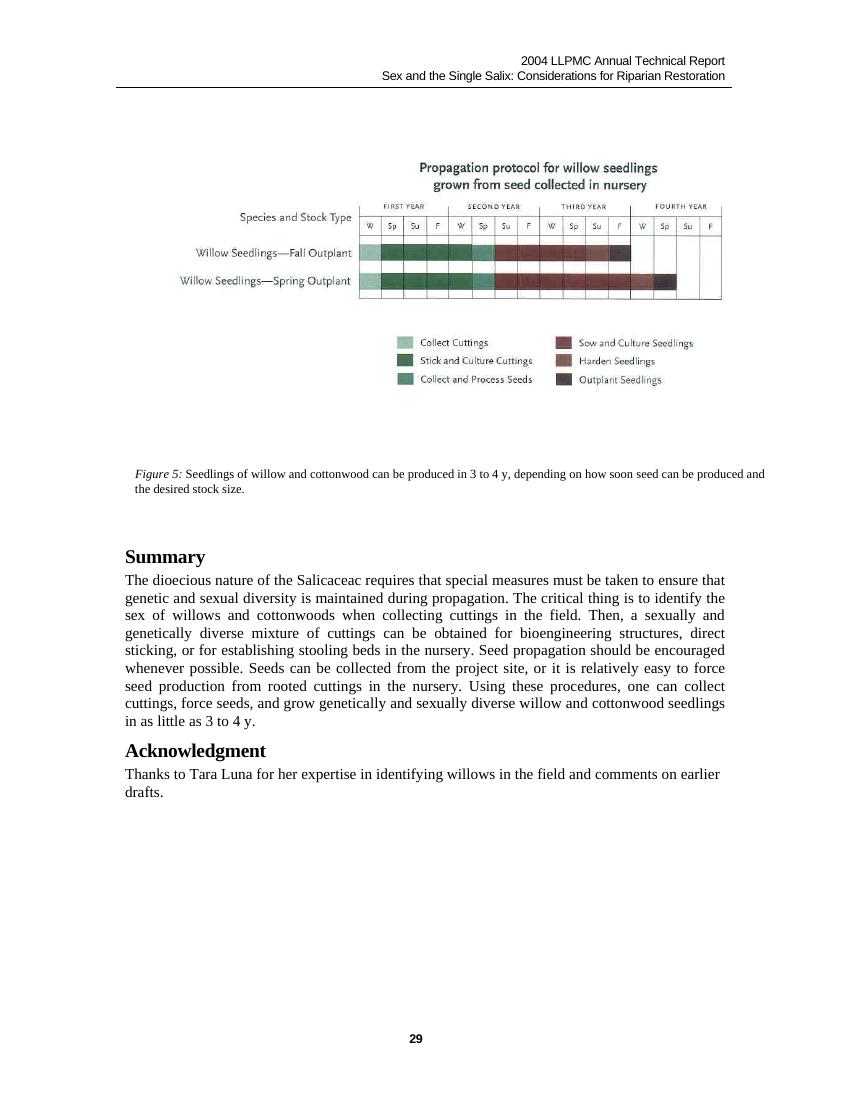 2004 LLPMC Annual Technical Report
Sex and the Single Salix: Considerations for Riparian Restoration
Propagation protocol for willow seedlings
grown from seed collected in nursery
FIRST YEAR SECOND YEAR THIRD YEAR FOURTH YEAR
Species and Stock Type
W Sp Su F W Sp Su F W Sp Su F W Sp Su F
Willow Seedlings—Fall Outplant
Willow Seedlings—Spring Outplant
Collect Cuttings Sow and Culture Seedlings
Stick and Culture Cuttings Harden Seedlings
Collect and Process Seeds Outplant Seedlings
Figure 5: Seedlings of willow and cottonwood can be produced in 3 to 4 y, depending on how soon seed can be produced and
the desired stock size.
Summary
The dioecious nature of the Salicaceac requires that special measures must be taken to ensure that
genetic and sexual diversity is maintained during propagation. The critical thing is to identify the
sex of willows and cottonwoods when collecting cuttings in the field. Then, a sexually and
genetically diverse mixture of cuttings can be obtained for bioengineering structures, direct
sticking, or for establishing stooling beds in the nursery. Seed propagation should be encouraged
whenever possible. Seeds can be collected from the project site, or it is relatively easy to force
seed production from rooted cuttings in the nursery. Using these procedures, one can collect
cuttings, force seeds, and grow genetically and sexually diverse willow and cottonwood seedlings
in as little as 3 to 4 y.
Acknowledgment
Thanks to Tara Luna for her expertise in identifying willows in the field and comments on earlier
drafts.
29